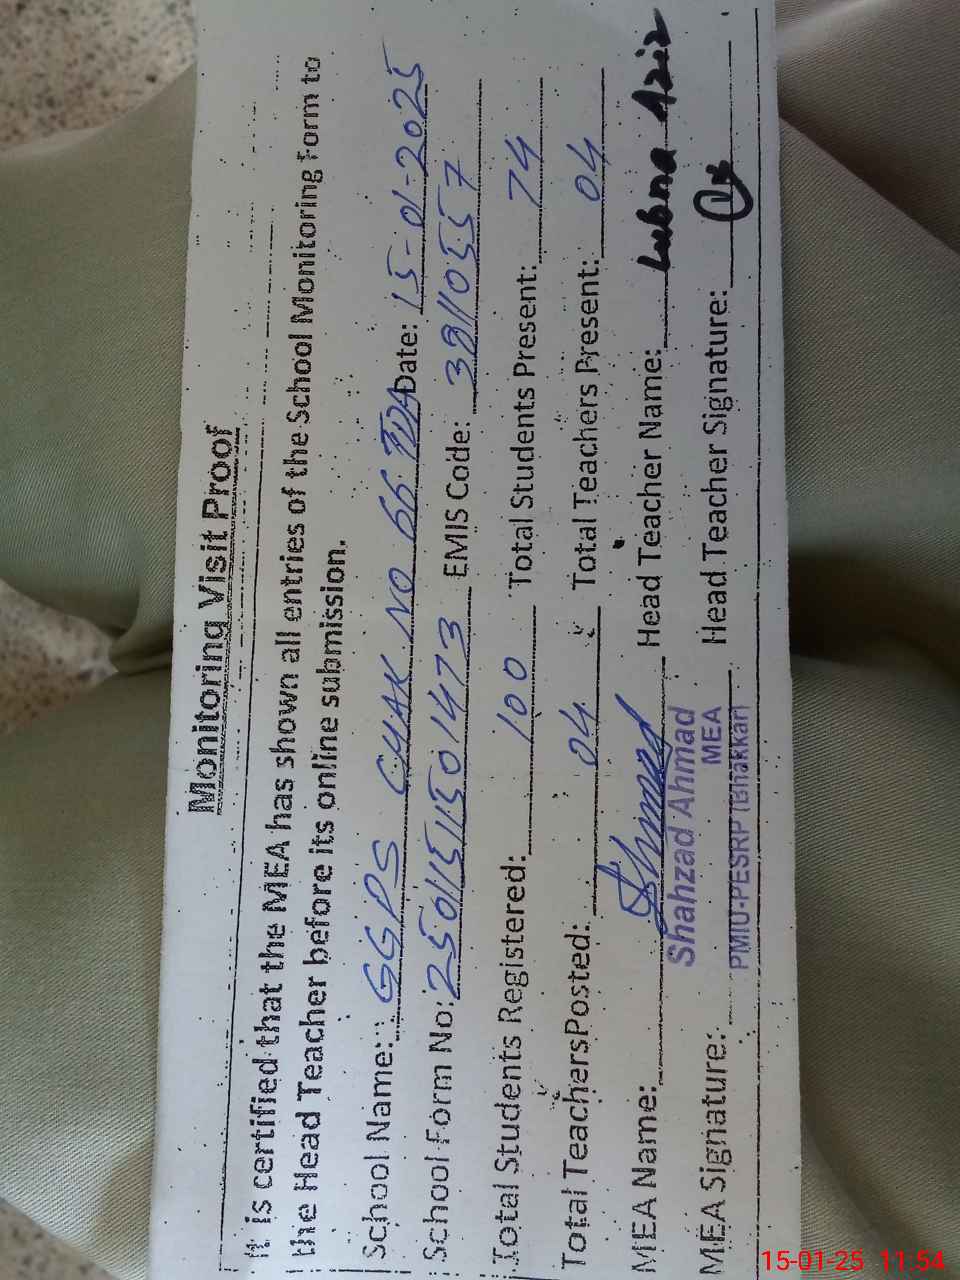 Monitoring Visit Proof
It is certified that the MEA has shown all entries of the School Monitoring Form to
the Head Teacher before its online submission.
School Name: GGPS CHAK NO 66 TDA Date: 15-01-2025
School Form No: 25011511501473 EMIS Code: 38110557
Total Students Registered: 100 Total Students Present: 74
Total TeachersPosted: 04 Total Teachers Present: 04
MEA Name: Head Teacher Name: Lubna Aziz
Shahzad Ahmad
MEA
MEA Signature: PMIU-PESRP (Bhakkar) Head Teacher Signature:
15-01-25 11:54